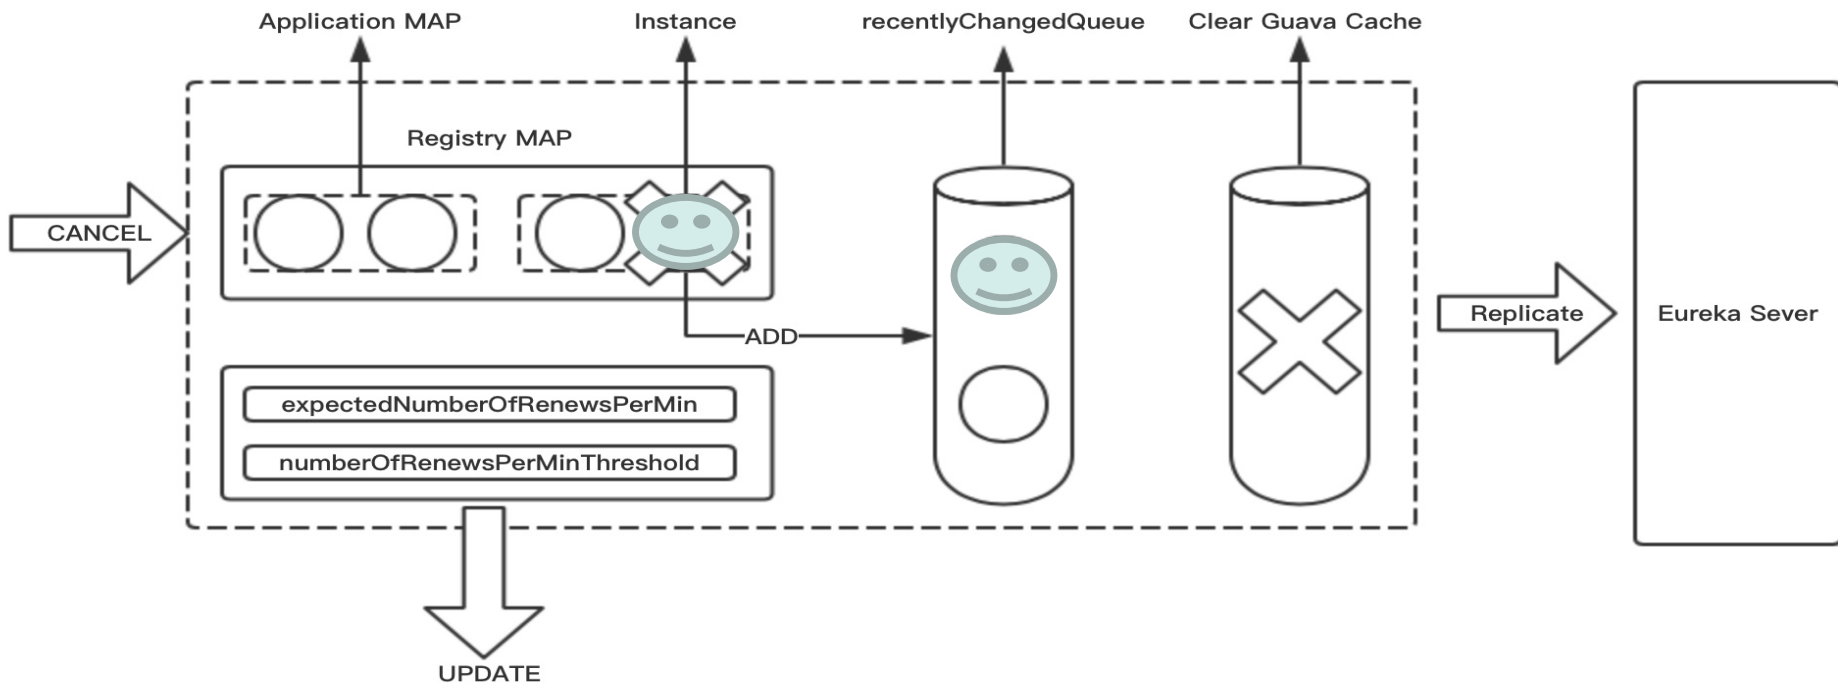 Application MAP
Instance
recentlyChangedQueue
Clear Guava Cache
Registry MAP
CANCEL
ADD
Replicate
Eureka Sever
expectedNumberOfRenewsPerMin
numberOfRenewsPerMinThreshold
UPDATE